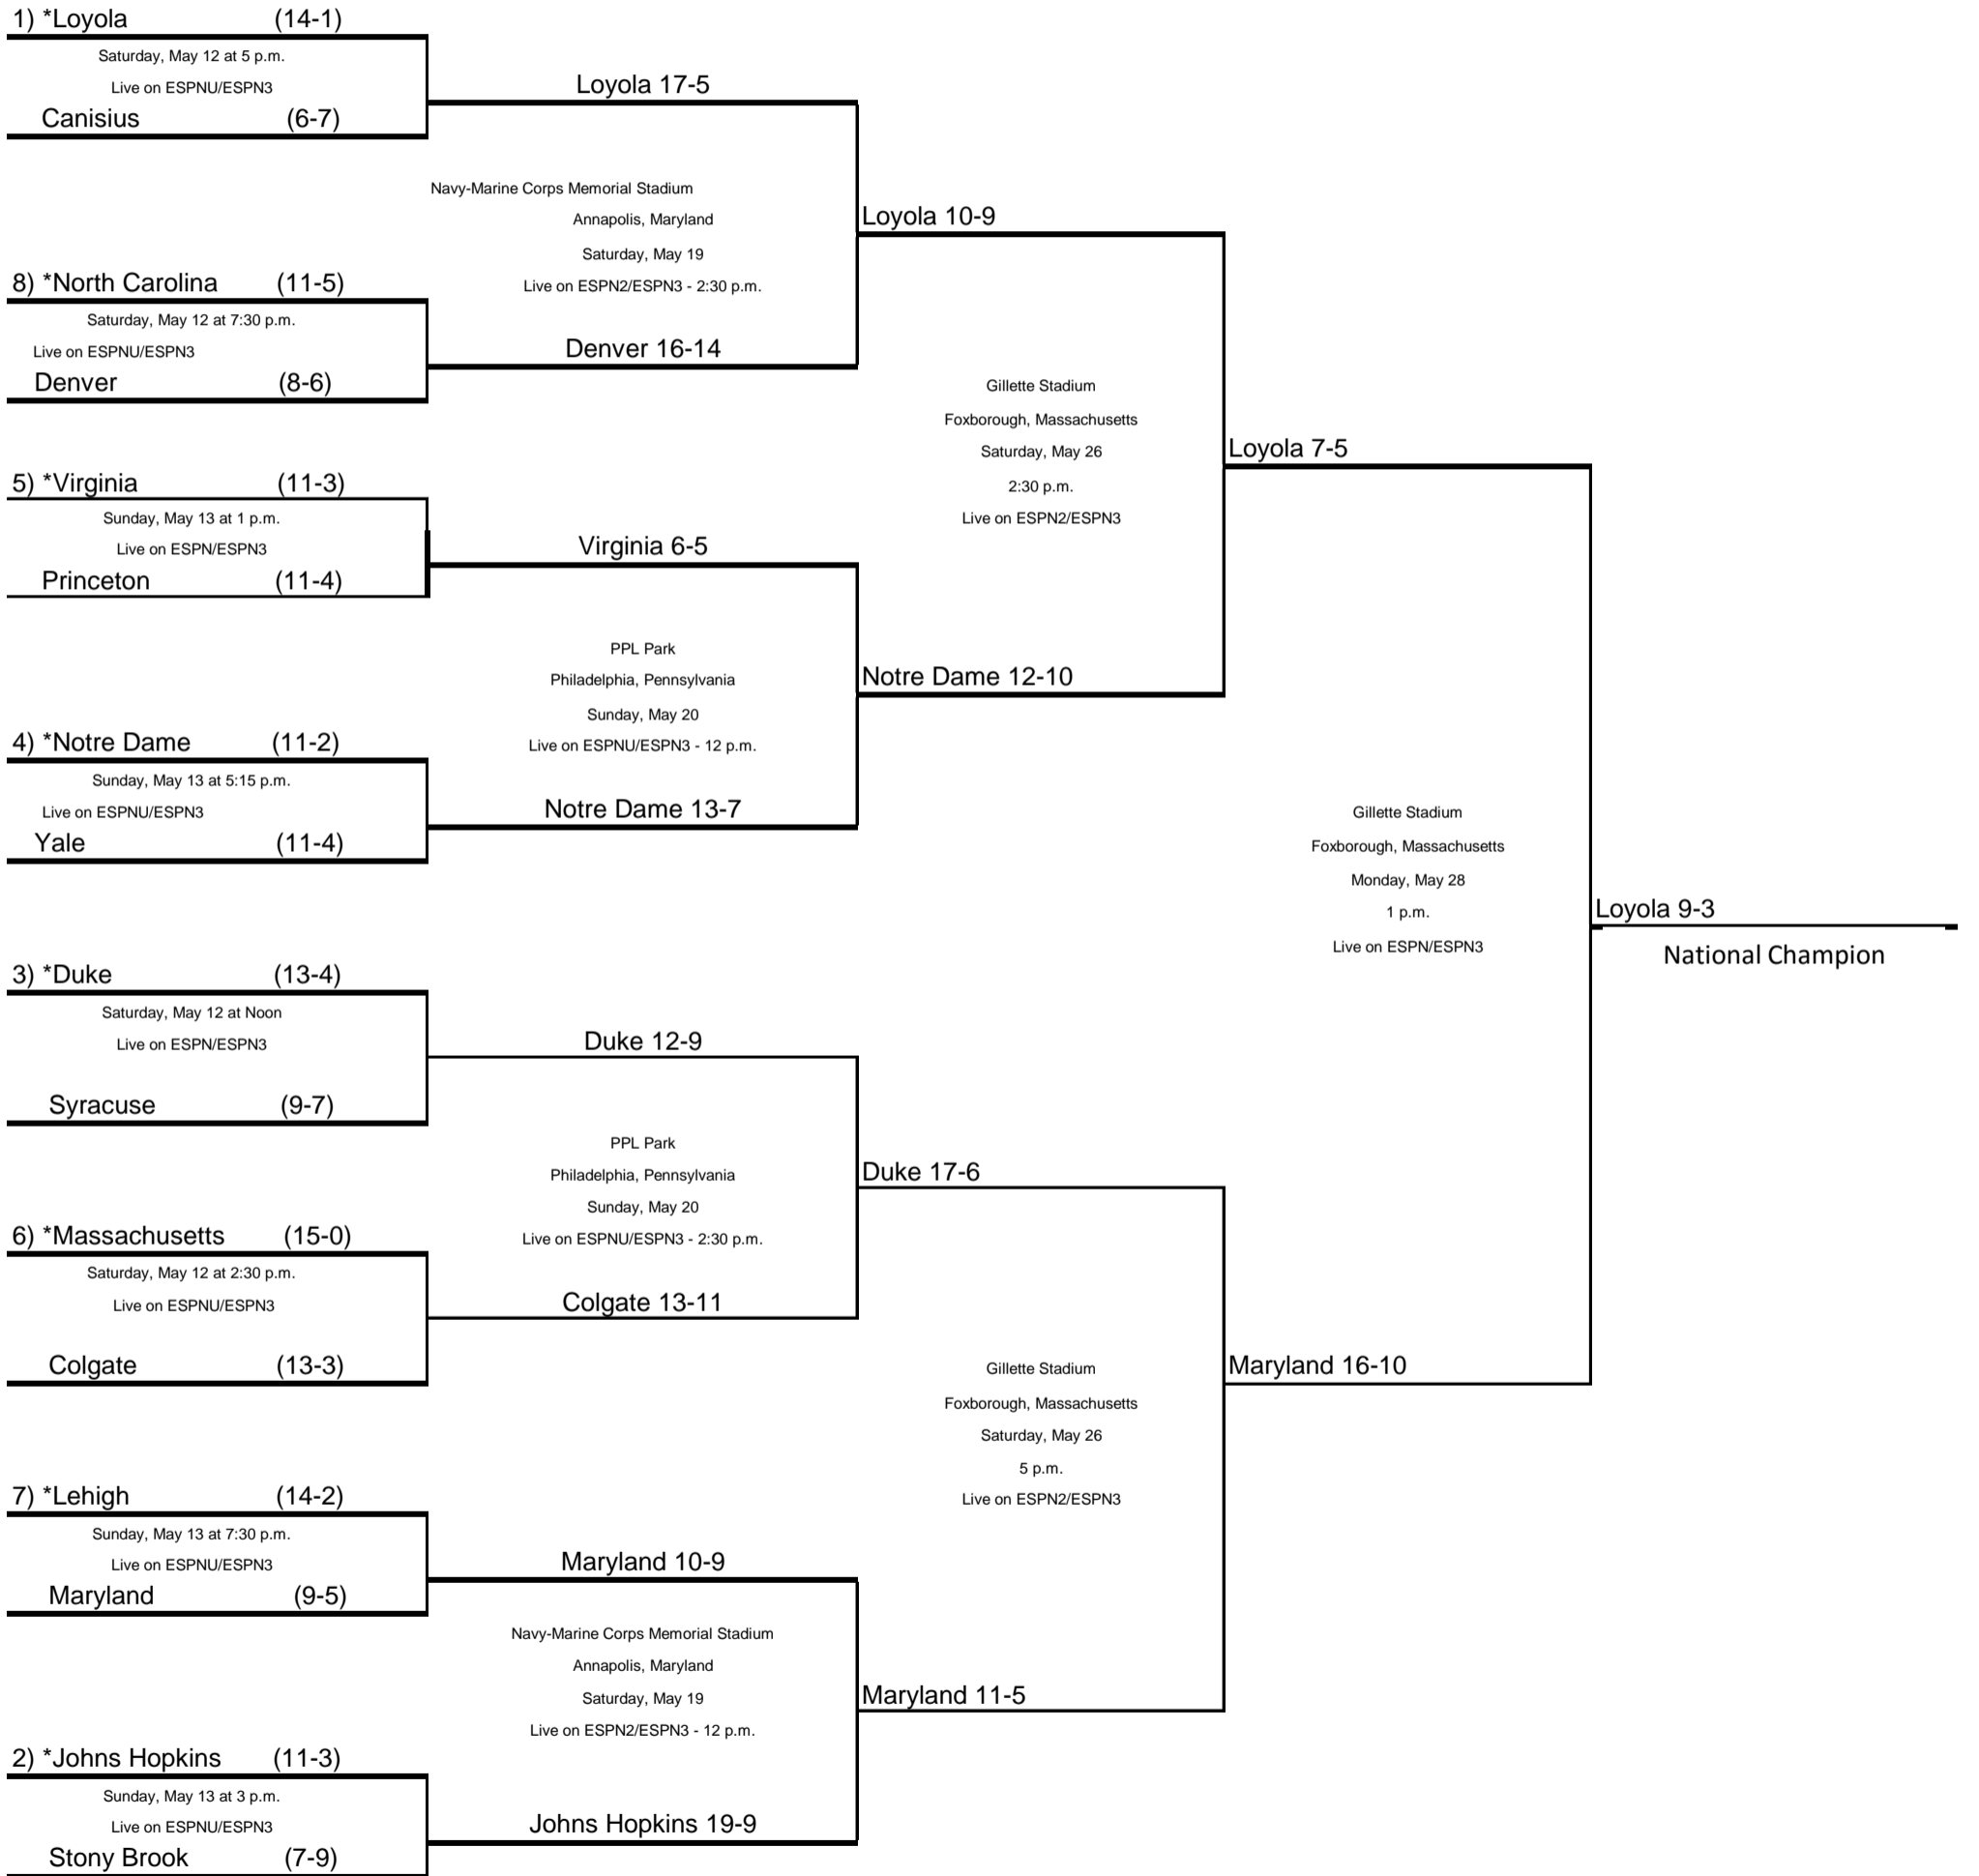 1) *Loyola (14-1)
Saturday, May 12 at 5 p.m.
Live on ESPNU/ESPN3
Canisius (6-7)
8) *North Carolina (11-5)
Saturday, May 12 at 7:30 p.m.
Live on ESPNU/ESPN3
Denver (8-6)
5) *Virginia (11-3)
Sunday, May 13 at 1 p.m.
Live on ESPN/ESPN3
Princeton (11-4)
4) *Notre Dame (11-2)
Sunday, May 13 at 5:15 p.m.
Live on ESPNU/ESPN3
Yale (11-4)
3) *Duke (13-4)
Saturday, May 12 at Noon
Live on ESPN/ESPN3
Syracuse (9-7)
6) *Massachusetts (15-0)
Saturday, May 12 at 2:30 p.m.
Live on ESPNU/ESPN3
Colgate (13-3)
7) *Lehigh (14-2)
Sunday, May 13 at 7:30 p.m.
Live on ESPNU/ESPN3
Maryland (9-5)
2) *Johns Hopkins (11-3)
Sunday, May 13 at 3 p.m.
Live on ESPNU/ESPN3
Stony Brook (7-9)
Loyola 17-5
Navy-Marine Corps Memorial Stadium
Annapolis, Maryland
Saturday, May 19
Live on ESPN2/ESPN3 - 2:30 p.m.
Denver 16-14
Virginia 6-5
PPL Park
Philadelphia, Pennsylvania
Sunday, May 20
Live on ESPNU/ESPN3 - 12 p.m.
Notre Dame 13-7
Duke 12-9
PPL Park
Philadelphia, Pennsylvania
Sunday, May 20
Live on ESPNU/ESPN3 - 2:30 p.m.
Colgate 13-11
Maryland 10-9
Navy-Marine Corps Memorial Stadium
Annapolis, Maryland
Saturday, May 19
Live on ESPN2/ESPN3 - 12 p.m.
Johns Hopkins 19-9
Loyola 10-9
Gillette Stadium
Foxborough, Massachusetts
Saturday, May 26
2:30 p.m.
Live on ESPN2/ESPN3
Notre Dame 12-10
Duke 17-6
Gillette Stadium
Foxborough, Massachusetts
Saturday, May 26
5 p.m.
Live on ESPN2/ESPN3
Maryland 11-5
Loyola 7-5
Gillette Stadium
Foxborough, Massachusetts
Monday, May 28
1 p.m.
Live on ESPN/ESPN3
Maryland 16-10
Loyola 9-3
National Champion